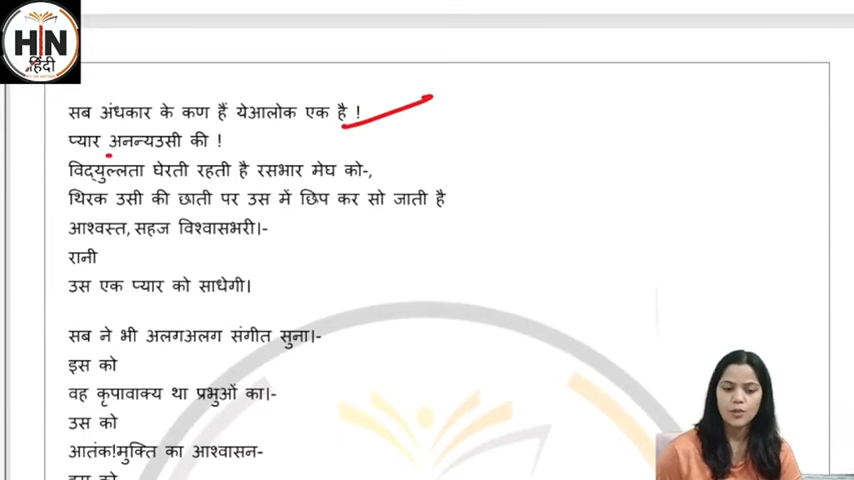 HIN
हिंदी
सब अंधकार के कण हैं येआलोक एक है !
प्यार अनन्यउसी की !
विद्युल्लता घेरती रहती है रसभार मेघ को-,
थिरक उसी की छाती पर उस में छिप कर सो जाती है
आश्वस्त, सहज विश्वासभरी।-
रानी
उस एक प्यार को साधेगी।
सब ने भी अलगअलग संगीत सुना।-
इस को
वह कृपावाक्य था प्रभुओं का।-
उस को
आतंक!मुक्ति का आश्वासन-